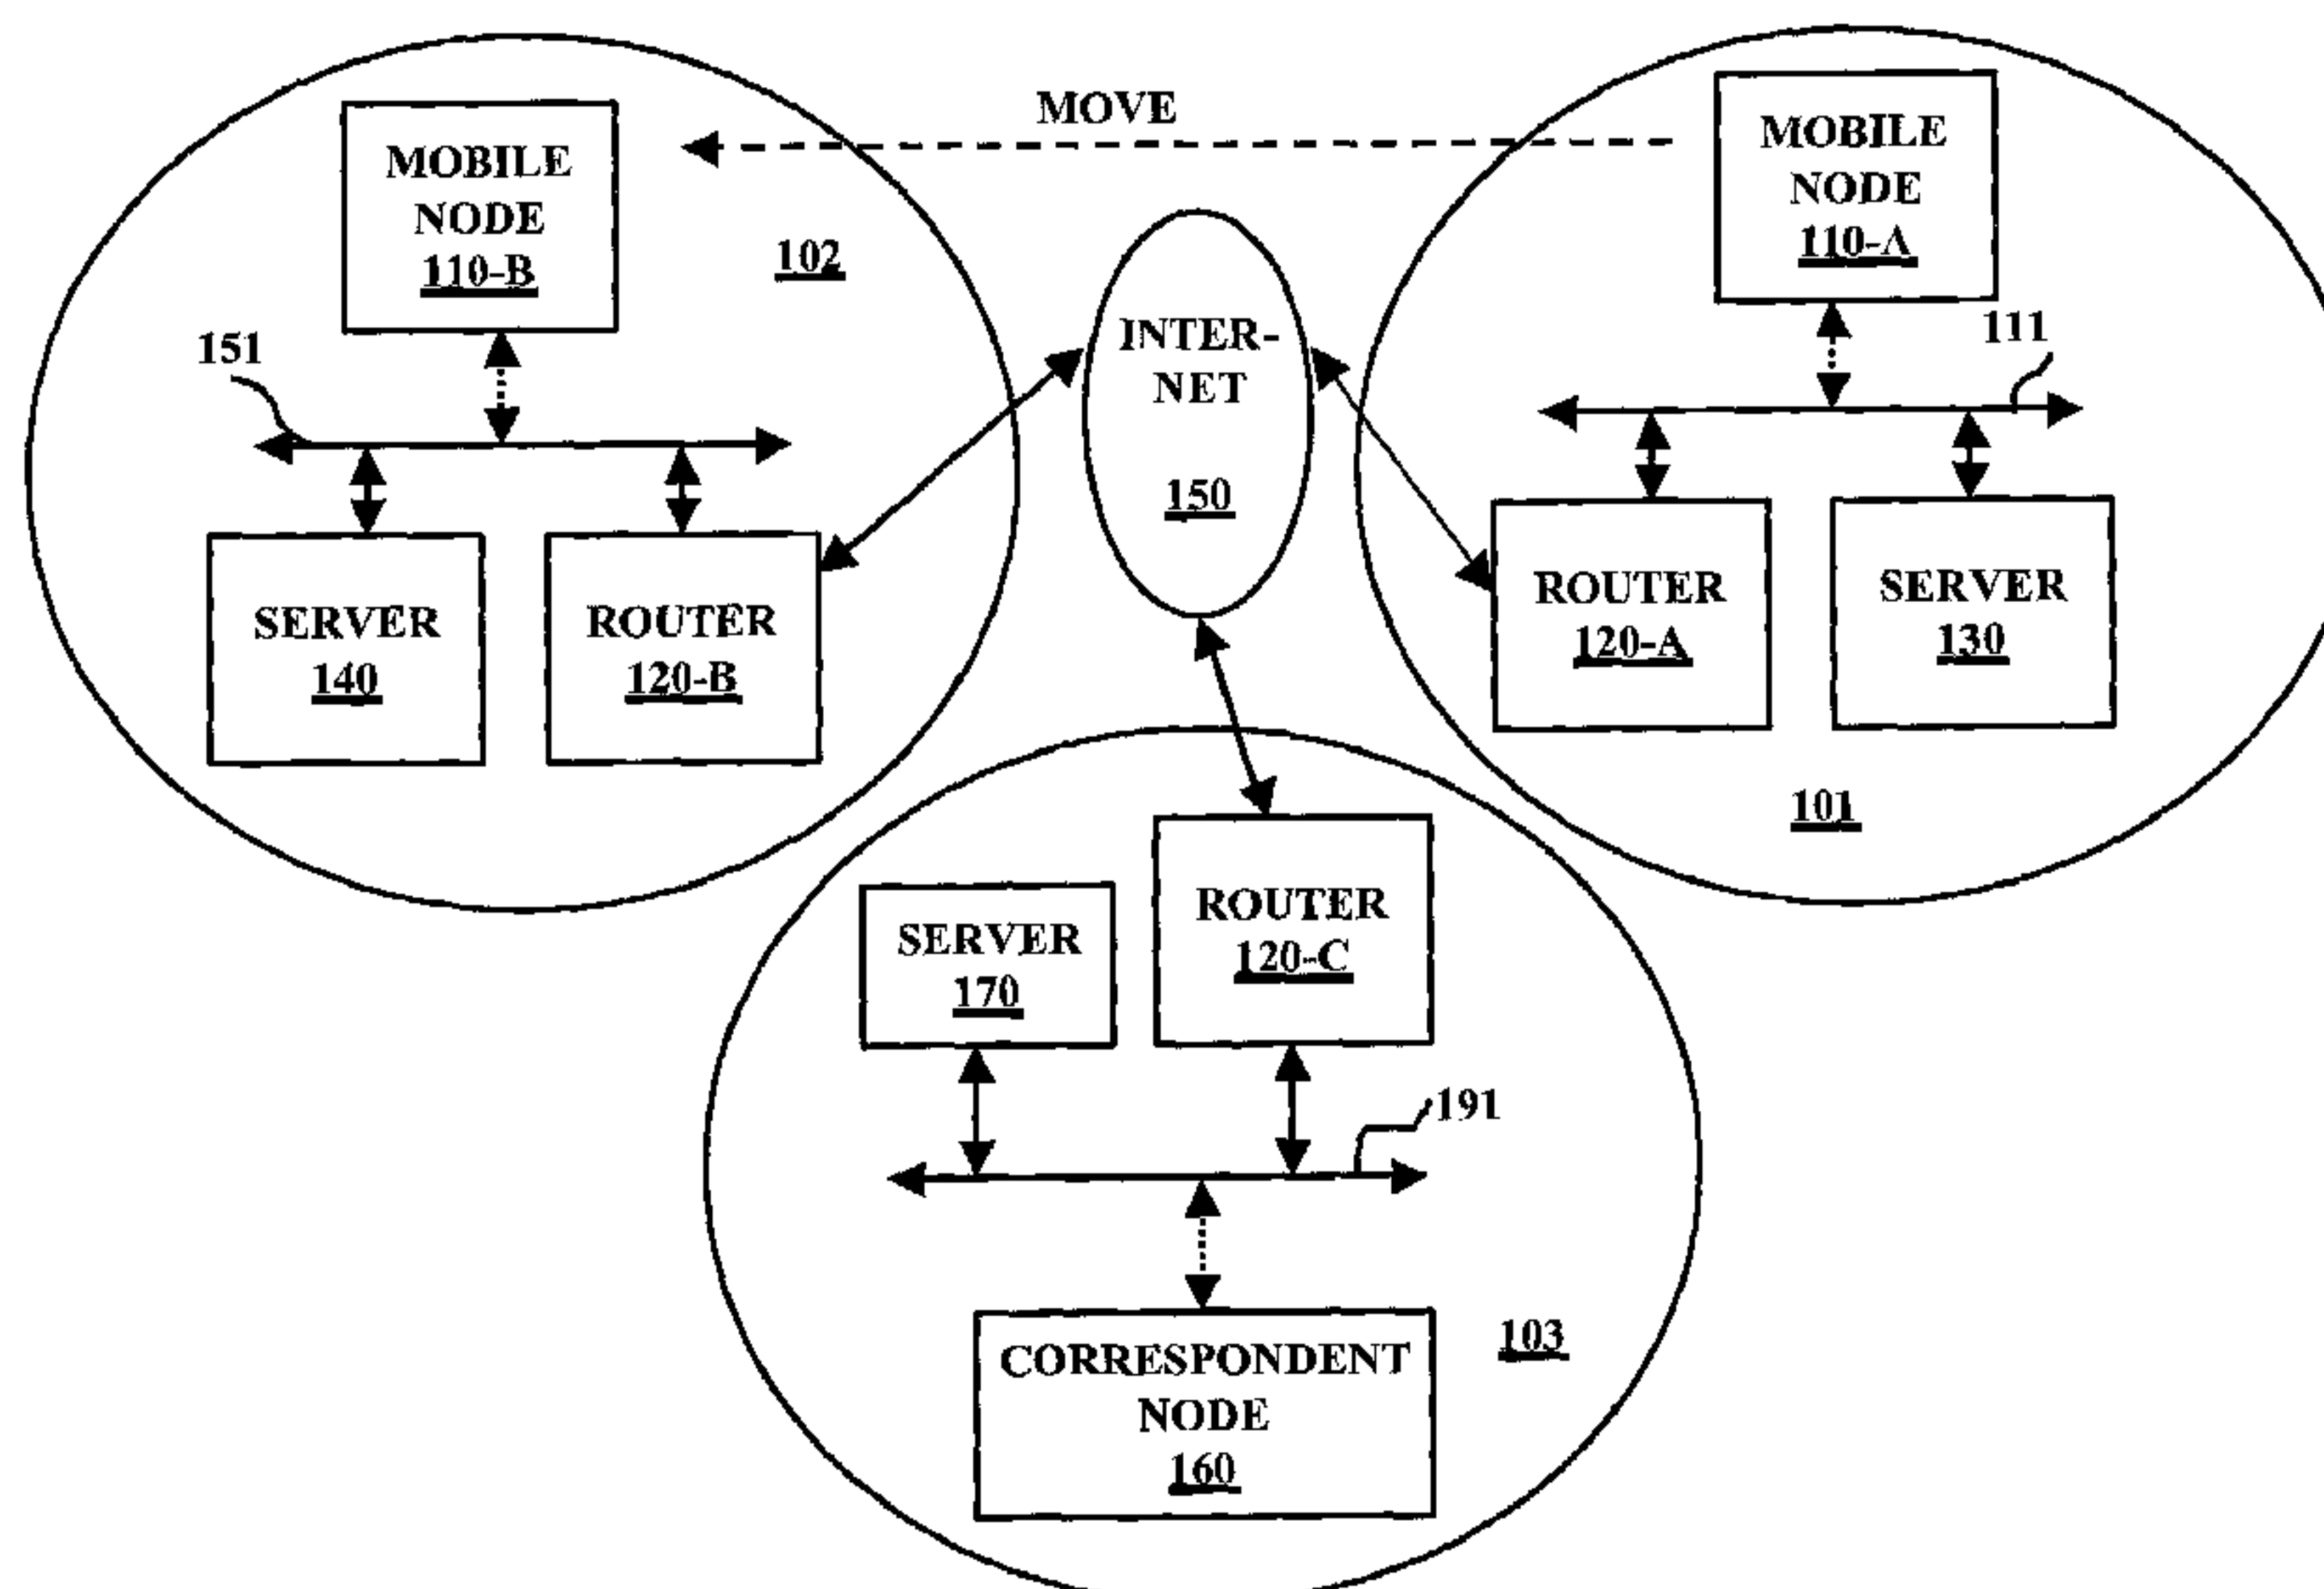 MOVE
MOBILE
NODE
110-B
102
151
SERVER
140
ROUTER
120-B
INTER-
NET
150
MOBILE
NODE
110-A
111
ROUTER
120-A
SERVER
130
101
SERVER
170
ROUTER
120-C
191
CORRESPONDENT
NODE
160
103